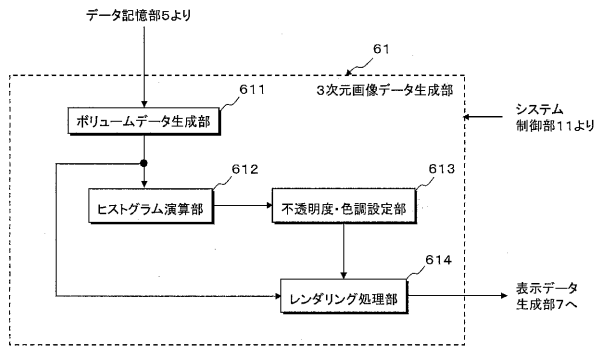 データ記憶部5より
61
3次元画像データ生成部
611
ボリュームデータ生成部
システム
制御部11より
612
ヒストグラム演算部
613
不透明度・色調設定部
614
レンダリング処理部
表示データ
生成部7へ